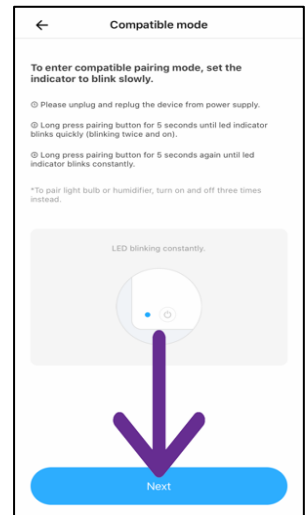 Compatible mode
To enter compatible pairing mode, set the
indicator to blink slowly.
① Please unplug and replug the device from power supply.
② Long press pairing button for 5 seconds until led indicator
blinks quickly (blinking twice and on).
③ Long press pairing button for 5 seconds again until led
indicator blinks constantly.
*To pair light bulb or humidifier, turn on and off three times
instead.
LED blinking constantly.
Next